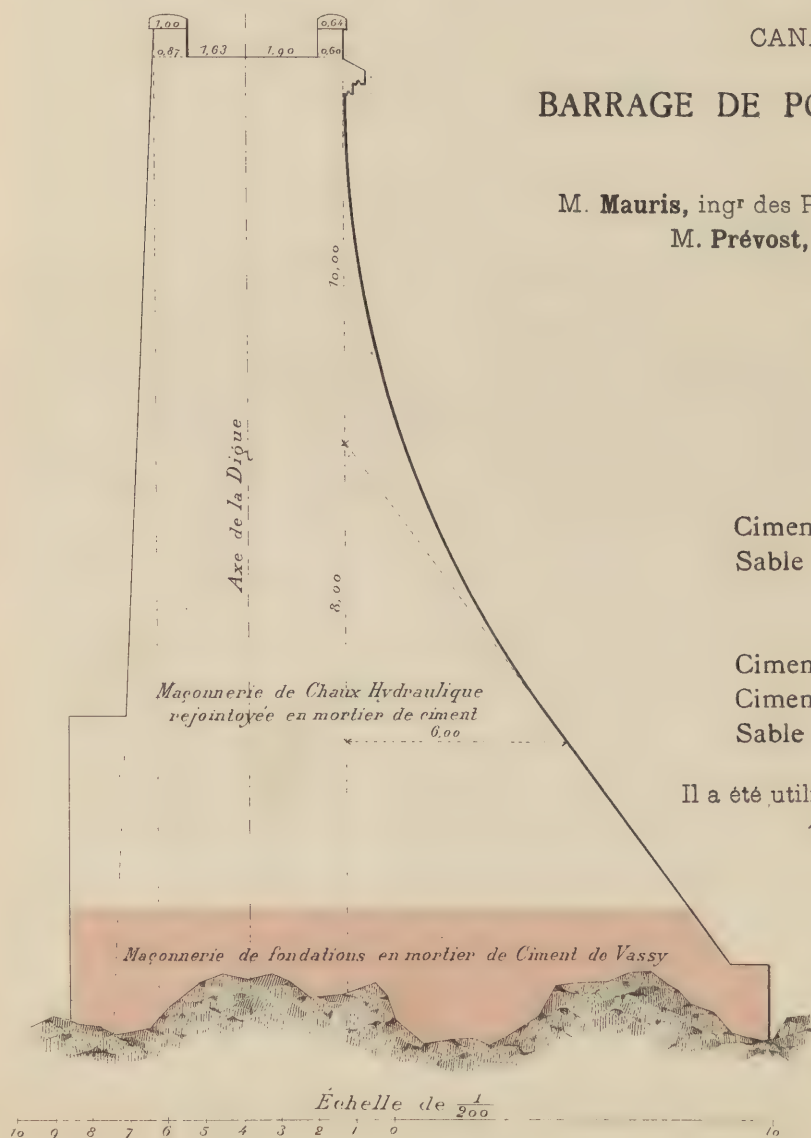 CAN
BARRAGE DE PO
M. Mauris, ingʳ des P
M. Prévost,
1,00
0,64
0,87 1,63 1,90 0,60
10,00
Axe de la Digue
8,00
Cimen
Sable
Maçonnerie de Chaux Hydraulique
rejointoyée en mortier de ciment
6,00
Cimen
Cimen
Sable
Il a été util
Maçonnerie de fondations en mortier de Ciment de Vassy
Échelle de 1/200
10 9 8 7 6 5 4 3 2 1 0 10